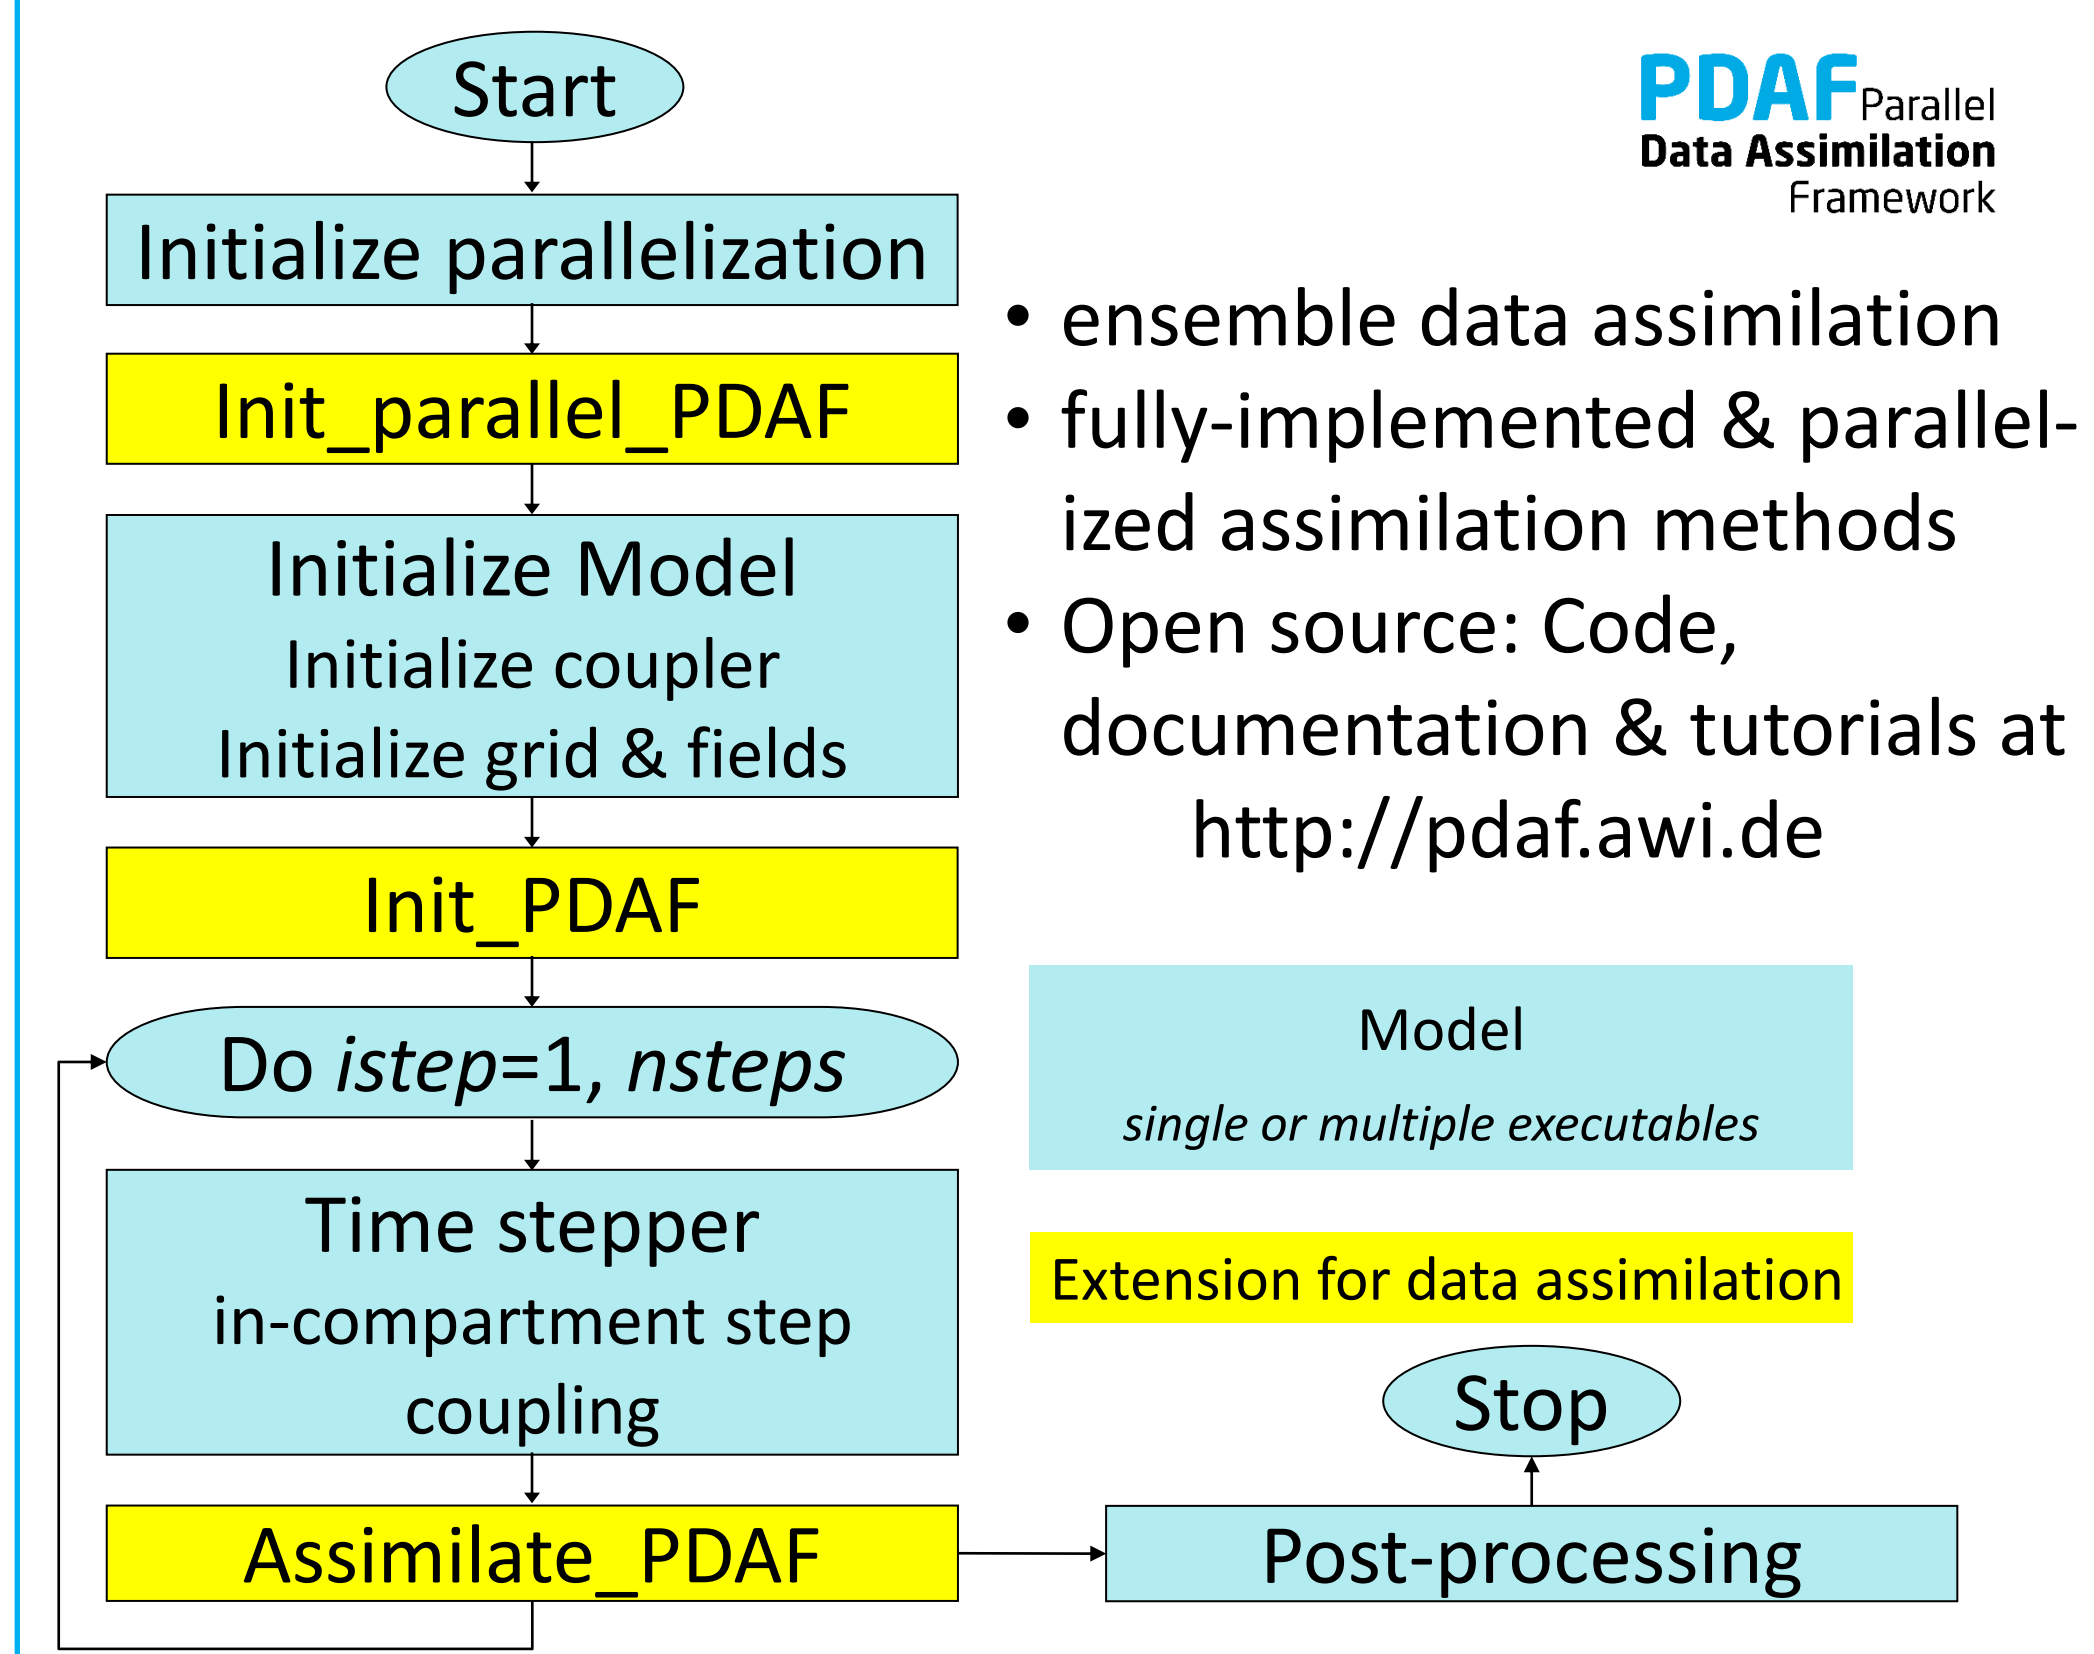 Start
Initialize parallelization
Init_parallel_PDAF
Initialize Model
Initialize coupler
Initialize grid & fields
Init_PDAF
Do istep=1, nsteps
Time stepper
in-compartment step
coupling
Assimilate_PDAF
PDAF Parallel
Data Assimilation
Framework
• ensemble data assimilation
• fully-implemented & parallel-
ized assimilation methods
• Open source: Code,
documentation & tutorials at
http://pdaf.awi.de
Model
single or multiple executables
Extension for data assimilation
Stop
Post-processing